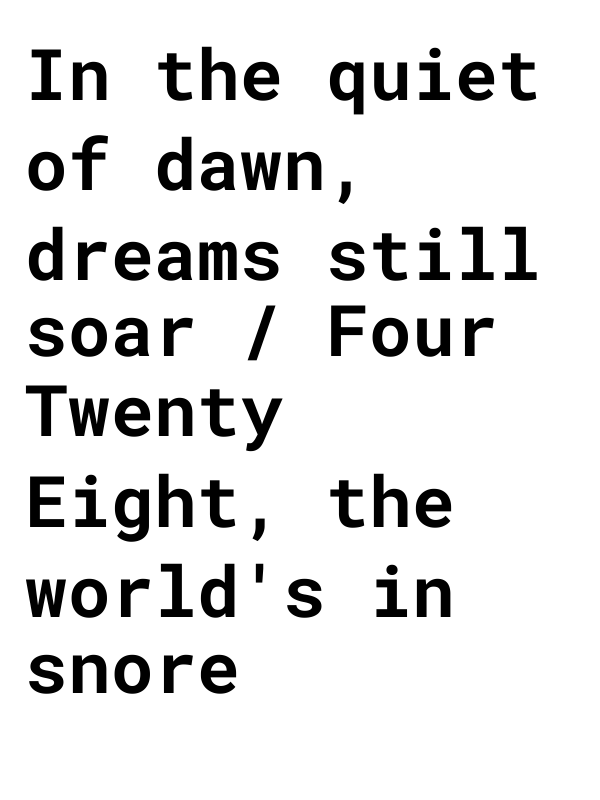 In the quiet
of dawn,
dreams still
soar / Four
Twenty
Eight, the
world's in
snore